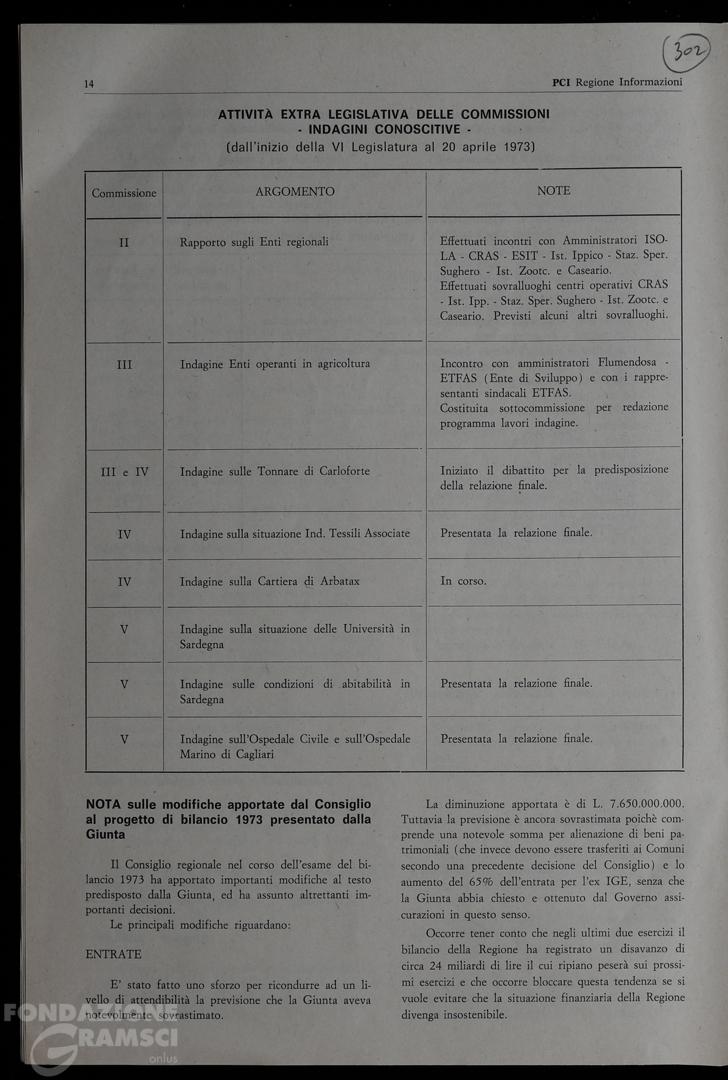 302
14
PCI Regione Informazioni
ATTIVITÀ EXTRA LEGISLATIVA DELLE COMMISSIONI
- INDAGINI CONOSCITIVE -
(dall'inizio della VI Legislatura al 20 aprile 1973)
Commissione
ARGOMENTO
NOTE
II
Rapporto sugli Enti regionali
Effettuati incontri con Amministratori ISO-
LA - CRAS - ESIT - Ist. Ippico - Staz. Sper.
Sughero - Ist. Zootc. e Caseario.
Effettuati sovralluoghi centri operativi CRAS
- Ist. Ipp. - Staz. Sper. Sughero - Ist. Zootc. e
Caseario. Previsti alcuni altri sovralluoghi.
III
Indagine Enti operanti in agricoltura
Incontro con amministratori Flumendosa -
ETFAS (Ente di Sviluppo) e con i rappre-
sentanti sindacali ETFAS.
Costituita sottocommissione per redazione
programma lavori indagine.
III e IV
Indagine sulle Tonnare di Carloforte
Iniziato il dibattito per la predisposizione
della relazione finale.
IV
Indagine sulla situazione Ind. Tessili Associate
Presentata la relazione finale.
IV
Indagine sulla Cartiera di Arbatax
In corso.
V
Indagine sulla situazione delle Università in
Sardegna
V
Indagine sulle condizioni di abitabilità in
Sardegna
Presentata la relazione finale.
V
Indagine sull'Ospedale Civile e sull'Ospedale
Marino di Cagliari
Presentata la relazione finale.
NOTA sulle modifiche apportate dal Consiglio
al progetto di bilancio 1973 presentato dalla
Giunta
Il Consiglio regionale nel corso dell'esame del bi-
lancio 1973 ha apportato importanti modifiche al testo
predisposto dalla Giunta, ed ha assunto altrettanti im-
portanti decisioni.
Le principali modifiche riguardano:
ENTRATE
E' stato fatto uno sforzo per ricondurre ad un li-
vello di attendibilità la previsione che la Giunta aveva
notevolmente sovrastimato.
La diminuzione apportata è di L. 7.650.000.000.
Tuttavia la previsione è ancora sovrastimata poichè com-
prende una notevole somma per alienazione di beni pa-
trimoniali (che invece devono essere trasferiti ai Comuni
secondo una precedente decisione del Consiglio) e lo
aumento del 65% dell'entrata per l'ex IGE, senza che
la Giunta abbia chiesto e ottenuto dal Governo assi-
curazioni in questo senso.
Occorre tener conto che negli ultimi due esercizi il
bilancio della Regione ha registrato un disavanzo di
circa 24 miliardi di lire il cui ripiano peserà sui prossi-
mi esercizi e che occorre bloccare questa tendenza se si
vuole evitare che la situazione finanziaria della Regione
divenga insostenibile.
FONDAZIONE
GRAMSCI
onlus